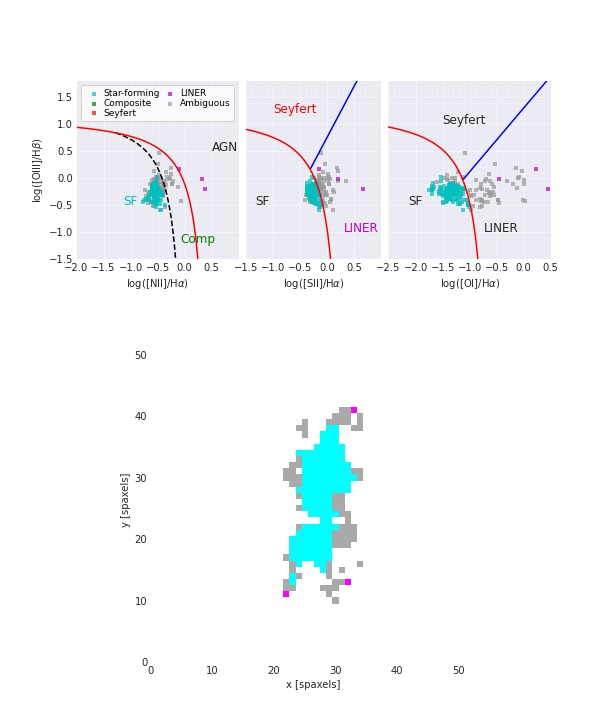 Star-forming
Composite
Seyfert
LINER
Ambiguous
AGN
SF
Comp
Seyfert
SF
LINER
Seyfert
SF
LINER
log([OIII]/Hβ)
1.5
1.0
0.5
0.0
−0.5
−1.0
−1.5
−2.0 −1.5 −1.0 −0.5 0.0 0.5
log([NII]/Hα)
−1.5 −1.0 −0.5 0.0 0.5
log([SII]/Hα)
−2.5 −2.0 −1.5 −1.0 −0.5 0.0 0.5
log([OI]/Hα)
50
40
30
20
10
0
y [spaxels]
0 10 20 30 40 50
x [spaxels]